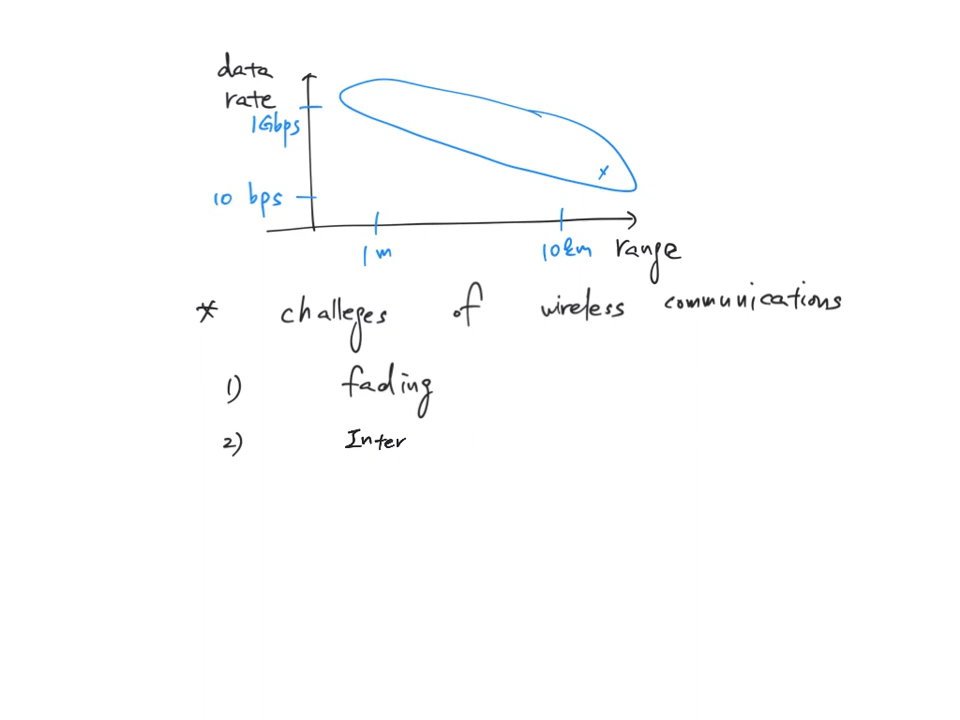 data
rate
1Gbps
10 bps
1m
10km
range
* challeges of wireless communications
1) fading
2) Inter